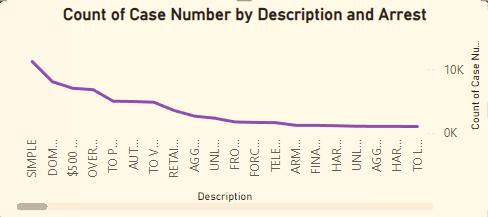 Count of Case Number by Description and Arrest
10K
0K
Count of Case Nu...
SIMPLE
DOM...
$500 ...
OVER...
TO P...
AUT...
TO V...
RETAI...
AGG...
UNL...
FRO...
FORC...
TELE...
ARM...
FINA...
HAR...
UNL...
AGG...
HAR...
TO L...
Description